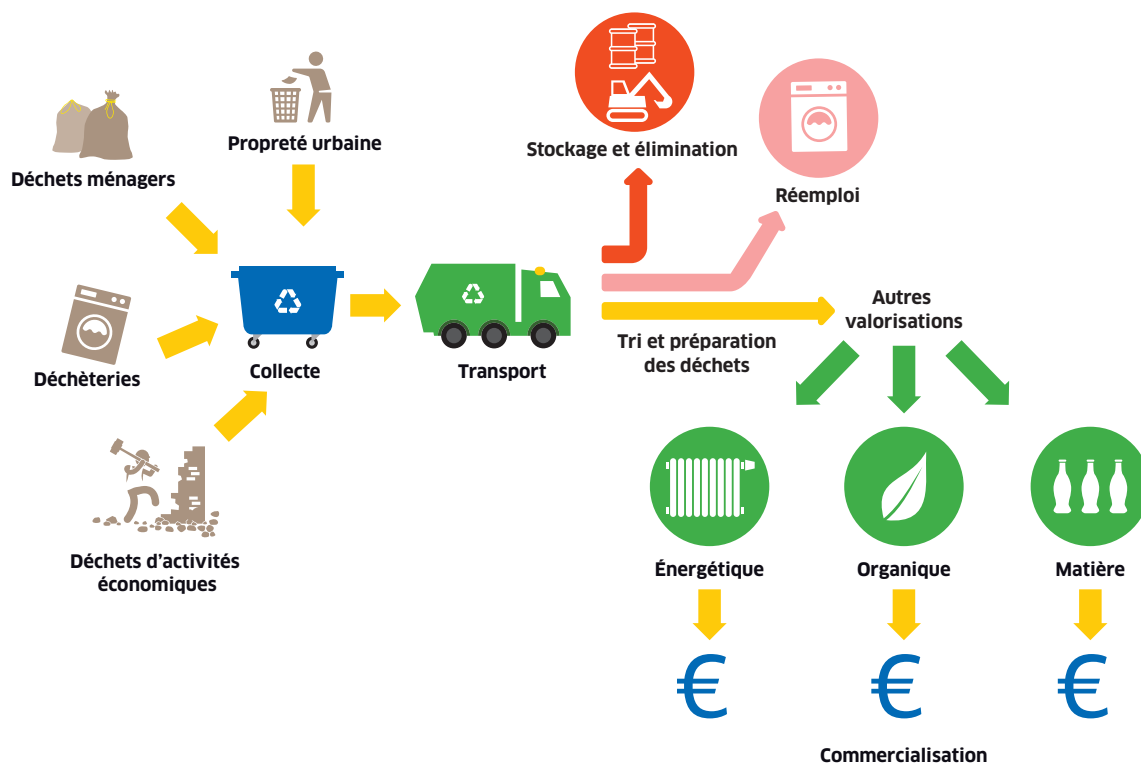 Propreté urbaine
Déchets ménagers
Stockage et élimination
Réemploi
Déchèteries
Collecte
Transport
Tri et préparation
des déchets
Autres
valorisations
Déchets d'activités
économiques
Énergétique
Organique
Matière
€
€
€
Commercialisation